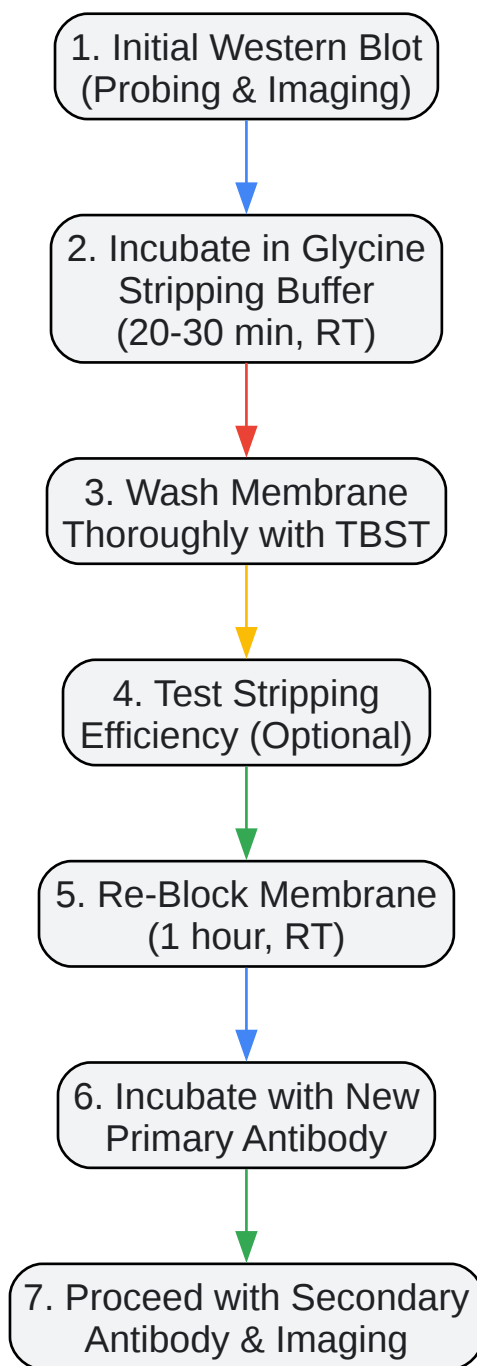 1. Initial Western Blot
(Probing & Imaging)
2. Incubate in Glycine
Stripping Buffer
(20-30 min, RT)
3. Wash Membrane
Thoroughly with TBST
4. Test Stripping
Efficiency (Optional)
5. Re-Block Membrane
(1 hour, RT)
6. Incubate with New
Primary Antibody
7. Proceed with Secondary
Antibody & Imaging